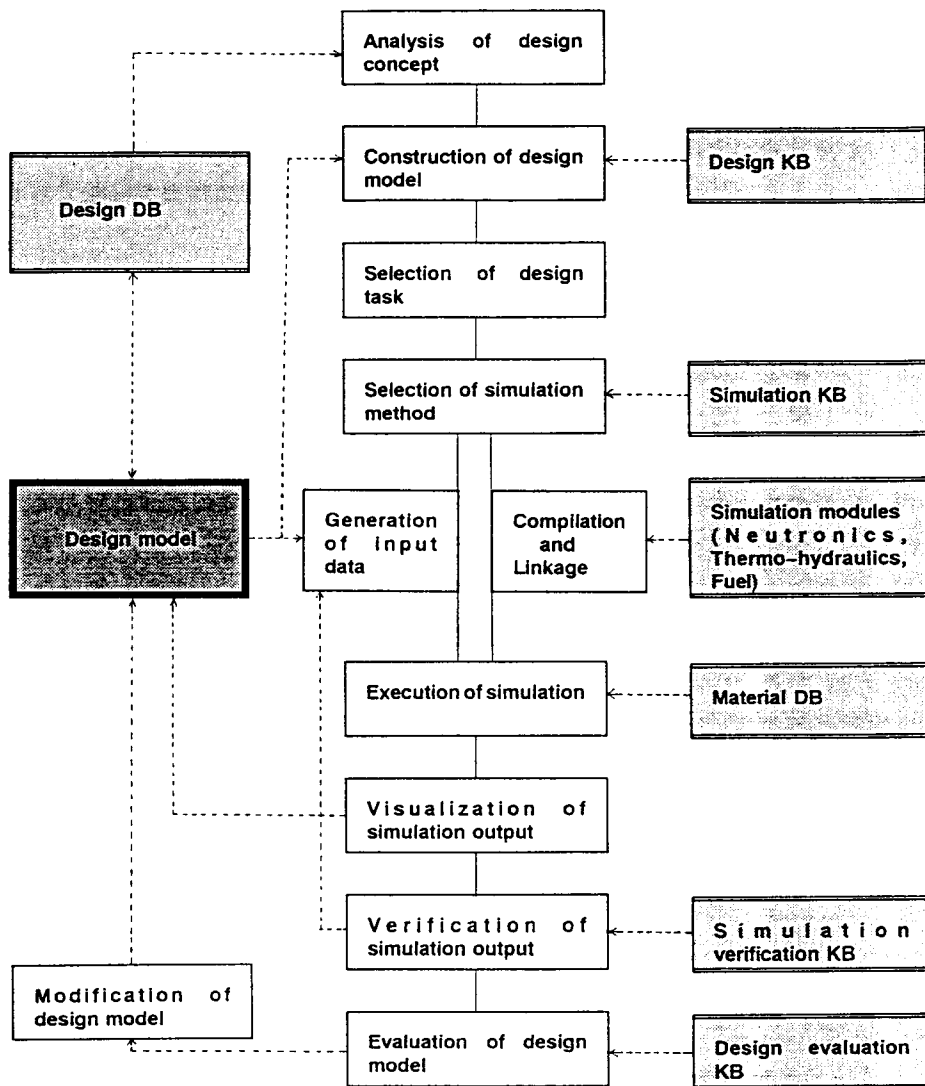 Analysis of design
concept
Construction of design
model
Design KB
Design DB
Selection of design
task
Selection of simulation
method
Simulation KB
Design model
Generation
of input
data
Compilation
and
Linkage
Simulation modules
(Neutronics,
Thermo-hydraulics,
Fuel)
Execution of simulation
Material DB
Visualization of
simulation output
Verification of
simulation output
Simulation
verification KB
Modification of
design model
Evaluation of design
model
Design evaluation
KB